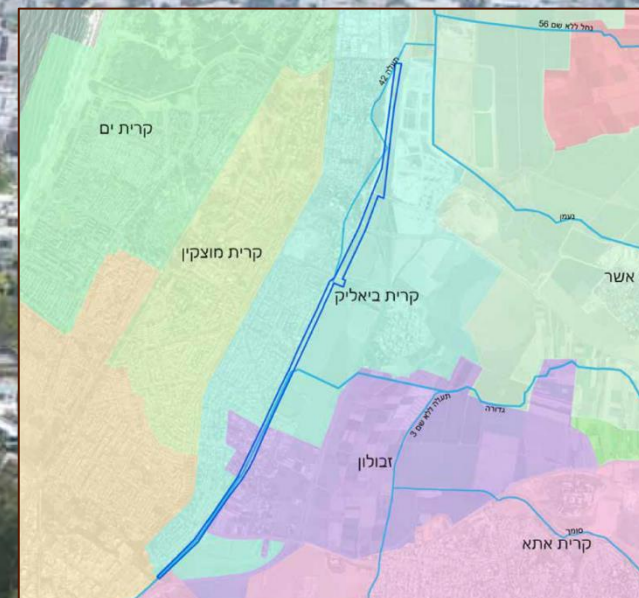 נחל ללא שם 56
תעלה 42
קרית ים
נעמן
קרית מוצקין
אשר
קרית ביאליק
גדורה
תעלה ללא שם 3
זבולון
סומך
קרית אתא